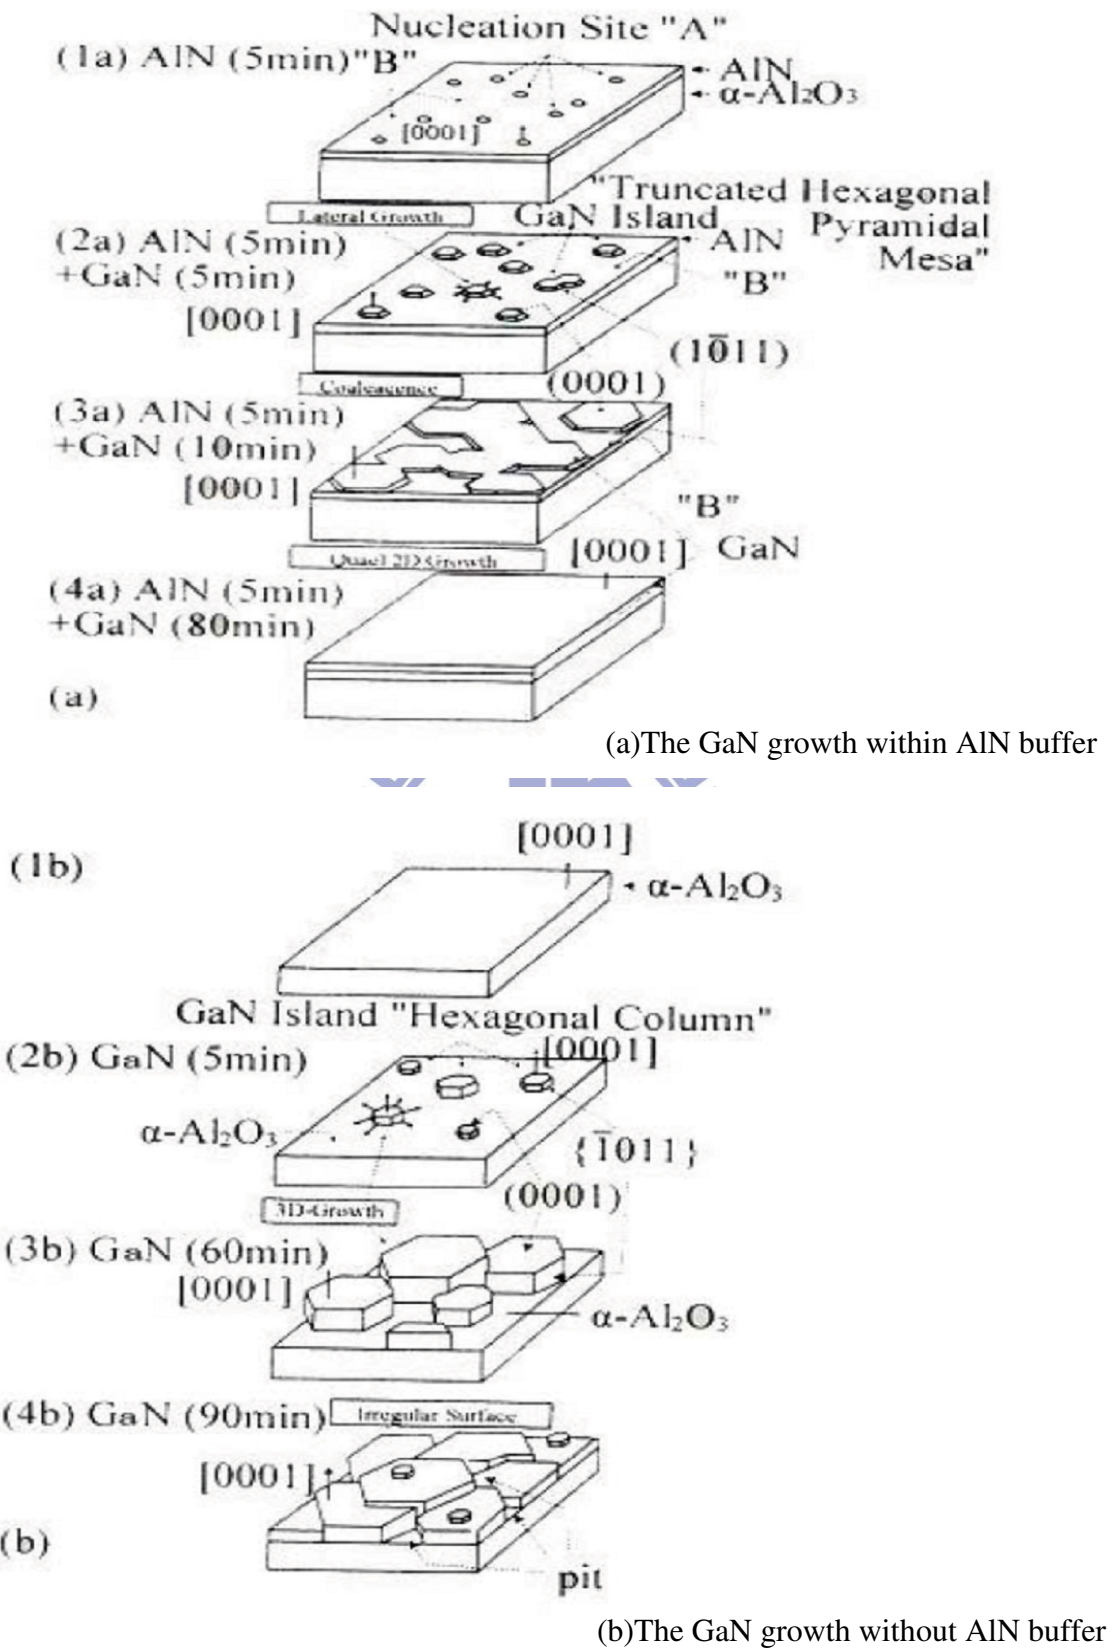 Nucleation Site "A"
(1a) AlN (5min)"B"
AlN
α-Al₂O₃
[0001]
"Truncated Hexagonal
Pyramidal
Mesa"
Lateral Growth
GaN Island
(2a) AlN (5min)
+GaN (5min)
AlN
"B"
[0001]
(10̅11)
(0001)
Coalescence
(3a) AlN (5min)
+GaN (10min)
[0001]
"B"
GaN
[0001]
Quasi 2D Growth
(4a) AlN (5min)
+GaN (80min)
(a)
(a)The GaN growth within AlN buffer
[0001]
(1b)
α-Al₂O₃
GaN Island "Hexagonal Column"
[0001]
(2b) GaN (5min)
α-Al₂O₃
{1̅011}
(0001)
3D-Growth
(3b) GaN (60min)
[0001]
α-Al₂O₃
(4b) GaN (90min)
Irregular Surface
[0001]
(b)
pit
(b)The GaN growth without AlN buffer